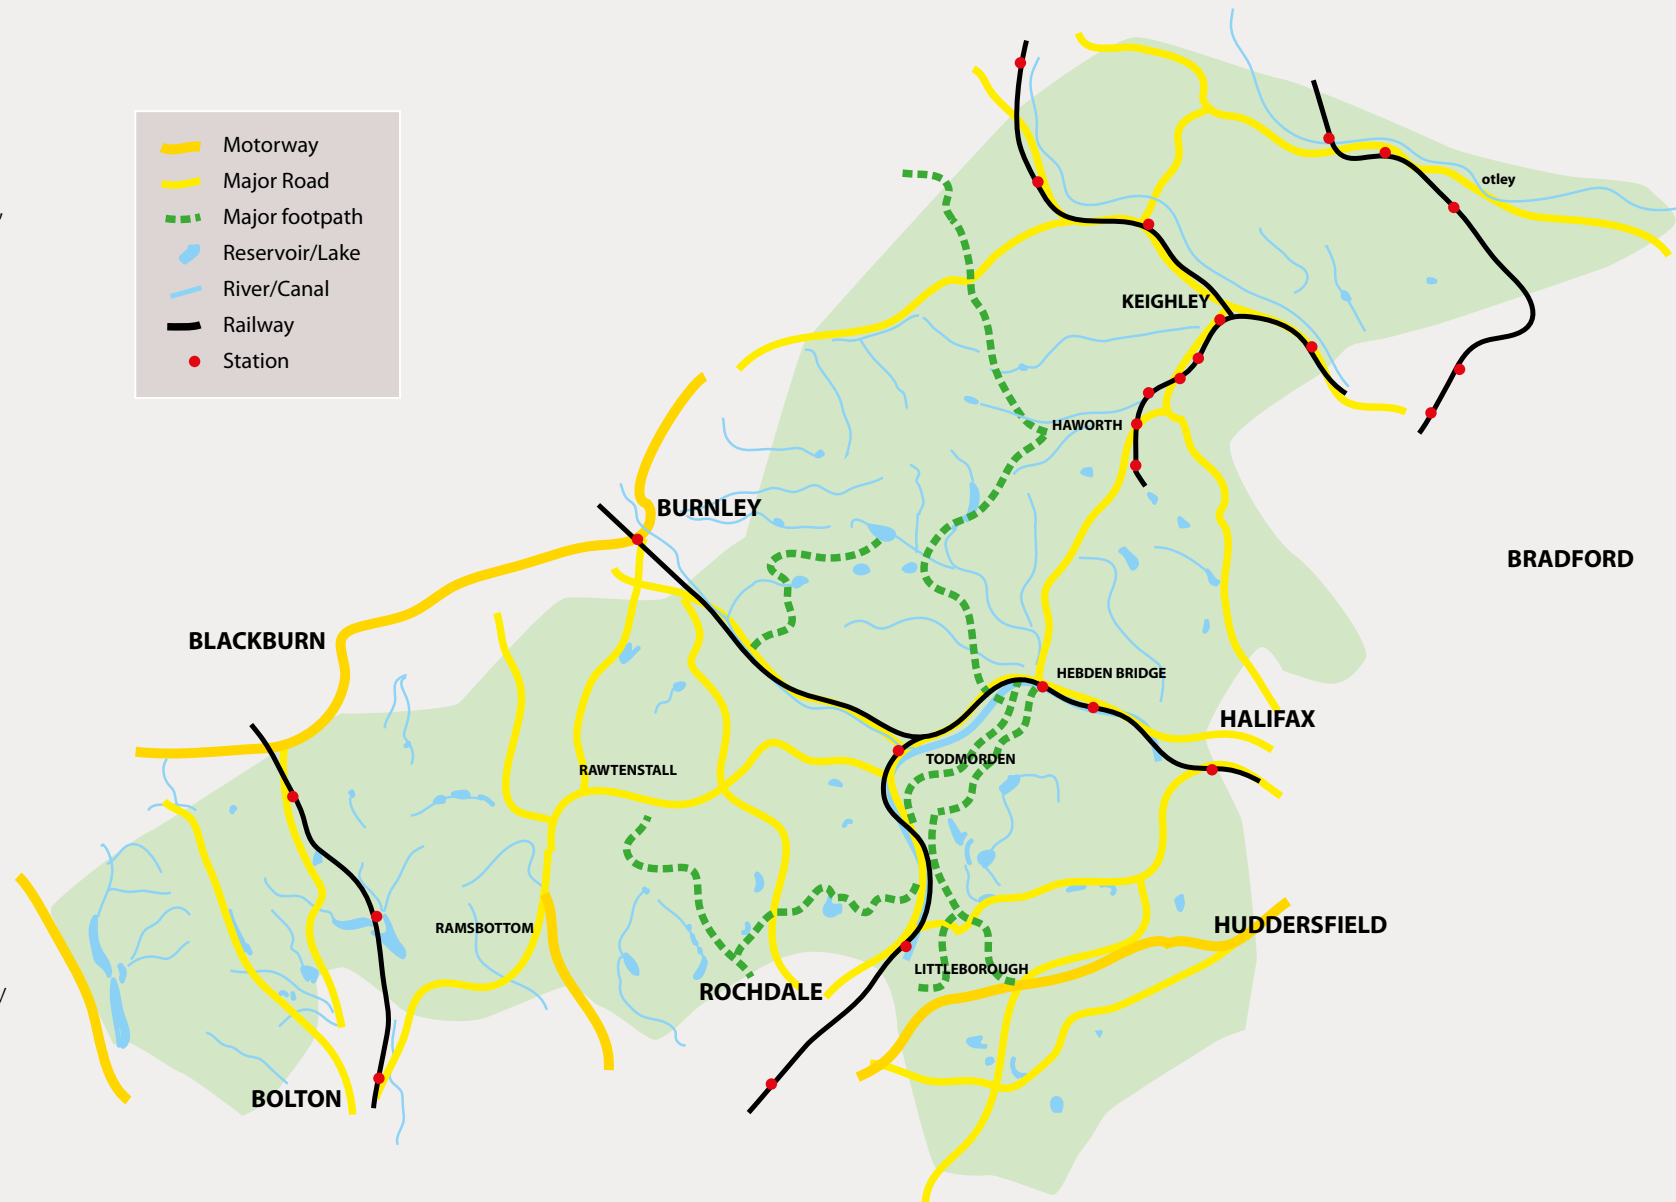 Motorway
Major Road
Major footpath
Reservoir/Lake
River/Canal
Railway
Station
otley
KEIGHLEY
HAWORTH
BURNLEY
BRADFORD
BLACKBURN
HEBDEN BRIDGE
HALIFAX
TODMORDEN
RAWTENSTALL
HUDDERSFIELD
RAMSBOTTOM
LITTLEBOROUGH
ROCHDALE
BOLTON